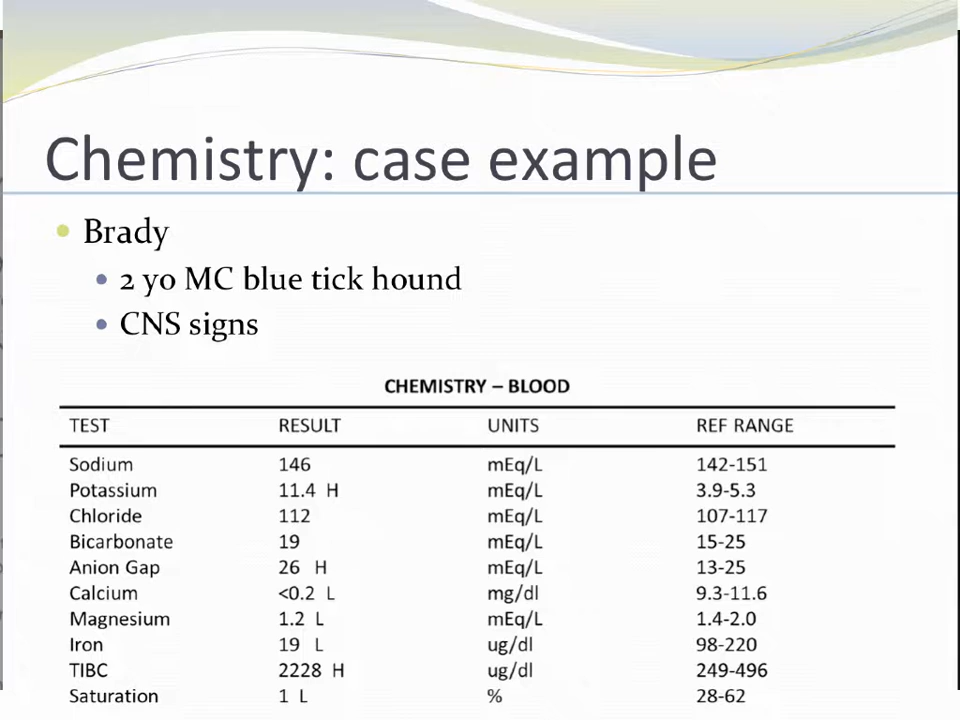 Chemistry: case example
Brady
2 yo MC blue tick hound
CNS signs
CHEMISTRY – BLOOD
TEST RESULT UNITS REF RANGE
Sodium 146 mEq/L 142-151
Potassium 11.4 H mEq/L 3.9-5.3
Chloride 112 mEq/L 107-117
Bicarbonate 19 mEq/L 15-25
Anion Gap 26 H mEq/L 13-25
Calcium <0.2 L mg/dl 9.3-11.6
Magnesium 1.2 L mEq/L 1.4-2.0
Iron 19 L ug/dl 98-220
TIBC 2228 H ug/dl 249-496
Saturation 1 L % 28-62